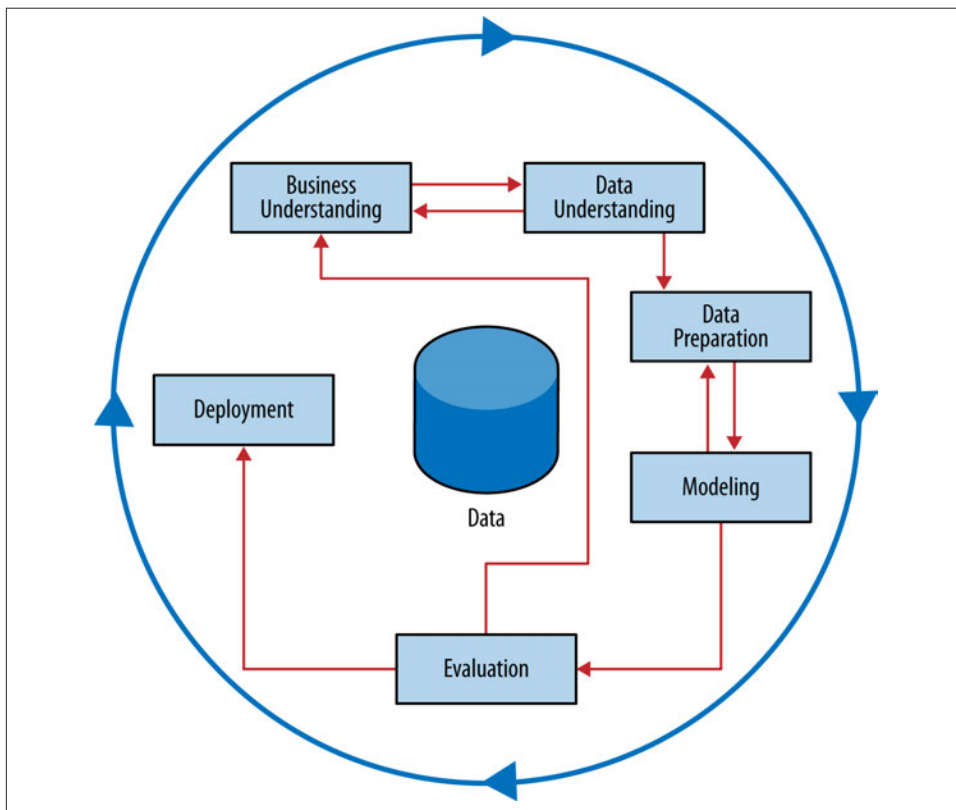 Business
Understanding
Data
Understanding
Data
Preparation
Deployment
Modeling
Data
Evaluation